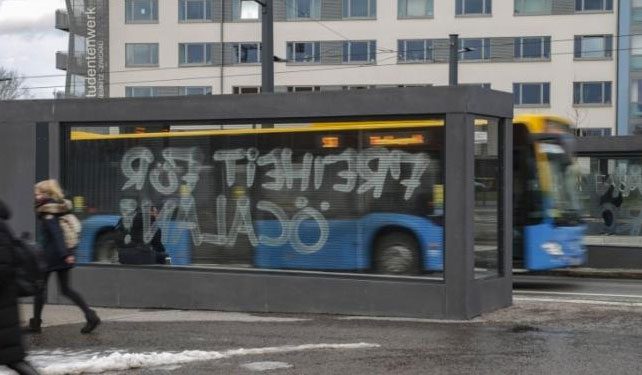 tudentenwerk
FREIHEIT FÜR
ÖCALAN!